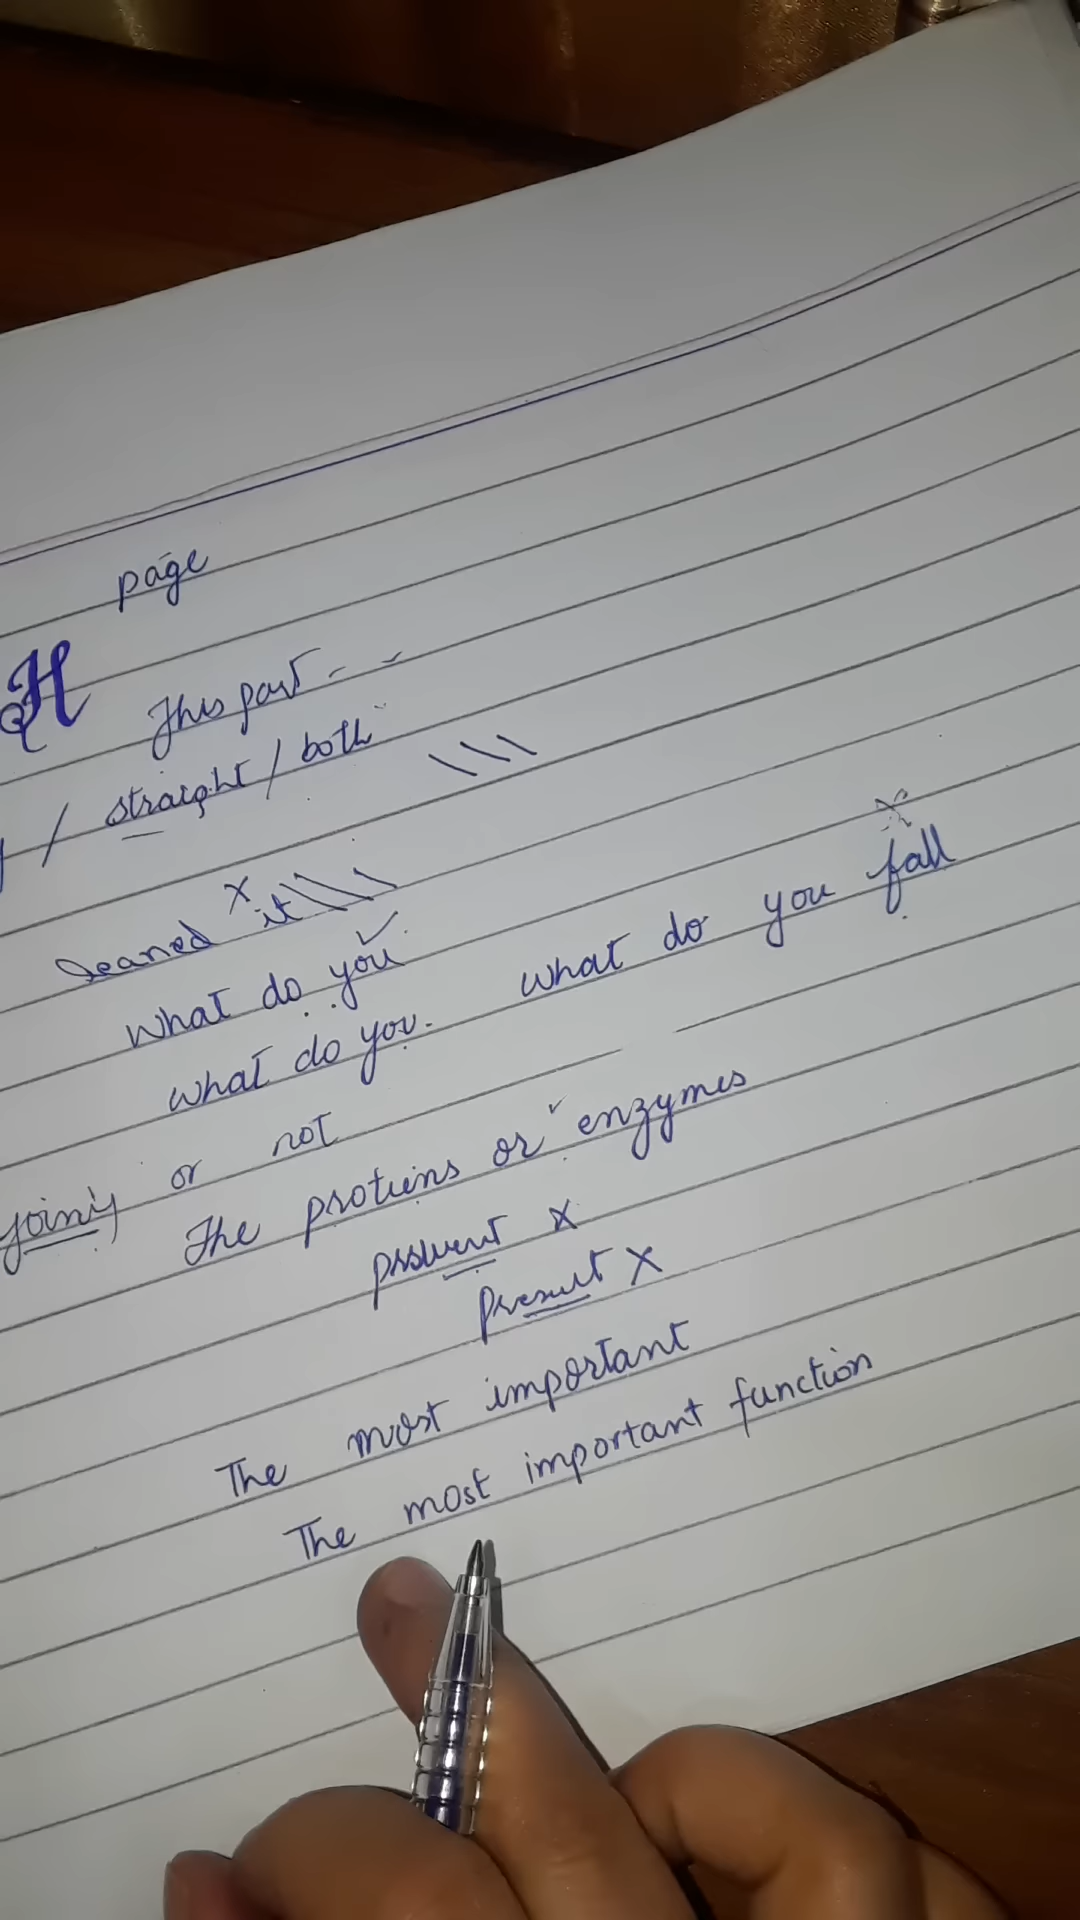 page
H This part - -
/ straight / both
leaned it
What do you
What do you. What do you fall
joining or not
The proteins or enzymes
present x
present x
The most important
The most important function